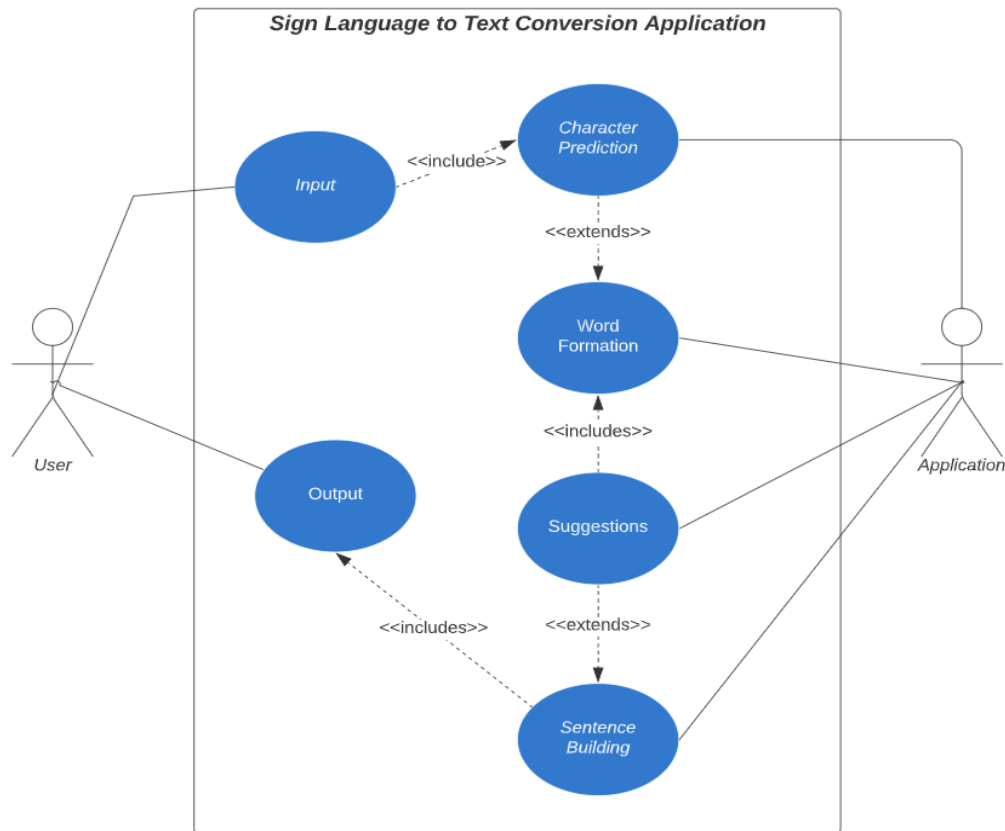 Sign Language to Text Conversion Application
Character
Prediction
<<include>>
Input
<<extends>>
Word
Formation
<<includes>>
User
Output
Suggestions
Application
<<extends>>
<<includes>>
Sentence
Building